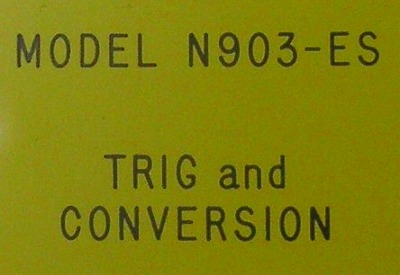 MODEL N903-ES
TRIG and
CONVERSION